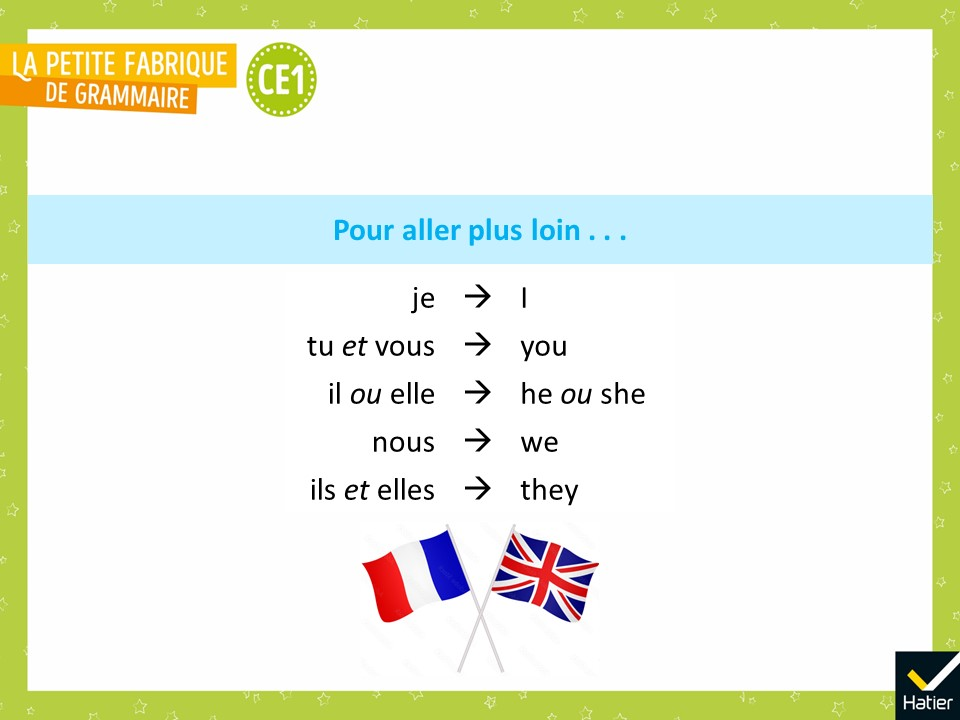 LA PETITE FABRIQUE
DE GRAMMAIRE
CE1
Pour aller plus loin . . .
je → I
tu et vous → you
il ou elle → he ou she
nous → we
ils et elles → they
Hatier